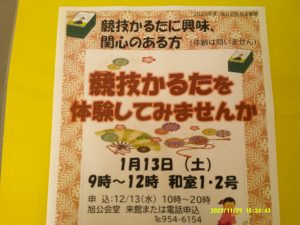 競技かるたに興味、
関心のある方（年齢は問いません）
競技かるたを
体験してみませんか
1月13日（土）
9時～12時 和室1・2号
申 込：12/13(水) 10時～20時
旭公会堂 来館または電話申込
℡954-6154
2023/11/23 15:24:43